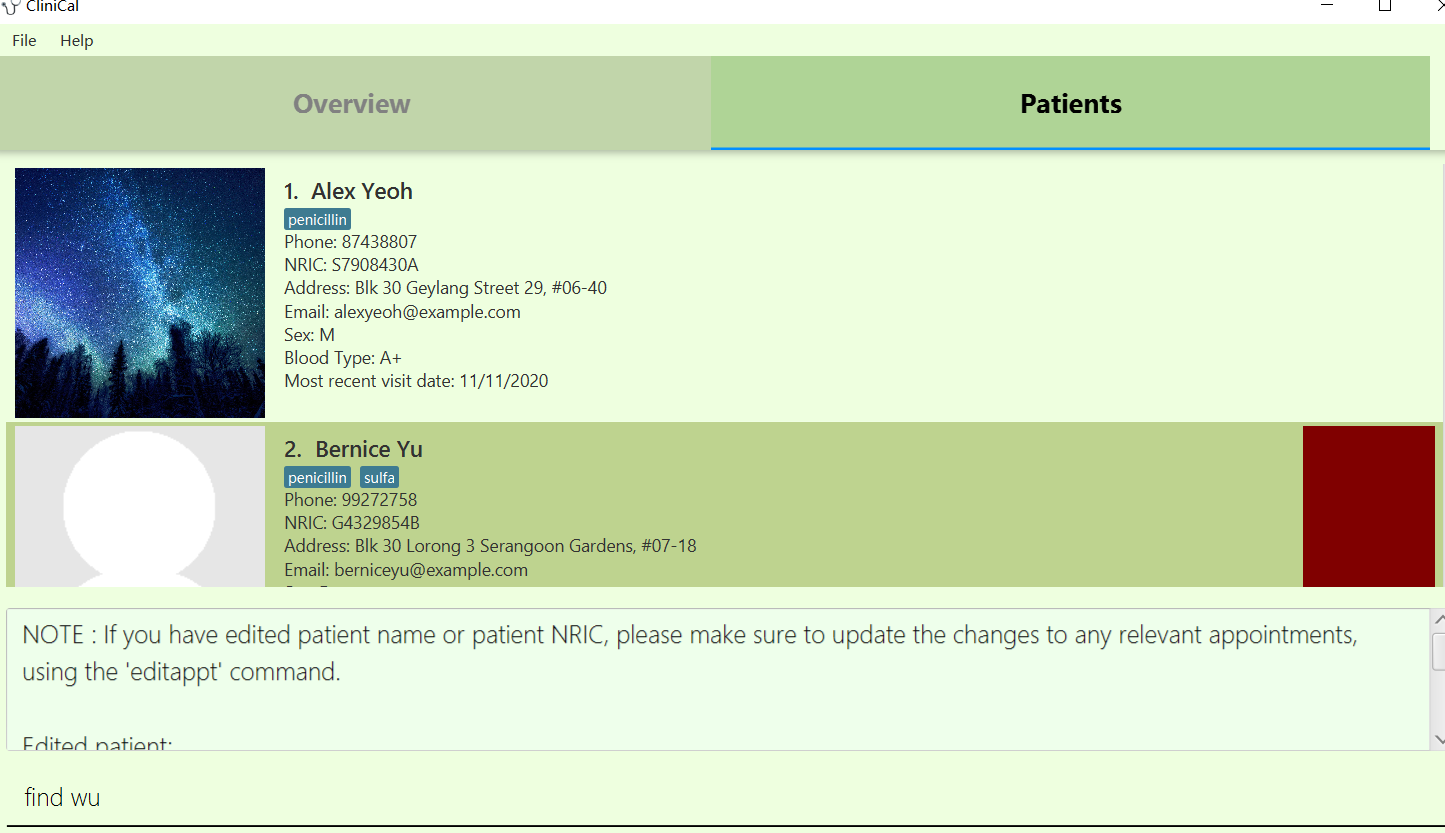 CliniCal
File Help
Overview Patients
1. Alex Yeoh
penicillin
Phone: 87438807
NRIC: S7908430A
Address: Blk 30 Geylang Street 29, #06-40
Email: alexyeoh@example.com
Sex: M
Blood Type: A+
Most recent visit date: 11/11/2020
2. Bernice Yu
penicillin sulfa
Phone: 99272758
NRIC: G4329854B
Address: Blk 30 Lorong 3 Serangoon Gardens, #07-18
Email: berniceyu@example.com
NOTE : If you have edited patient name or patient NRIC, please make sure to update the changes to any relevant appointments,
using the 'editappt' command.
Edited patient:
find wu